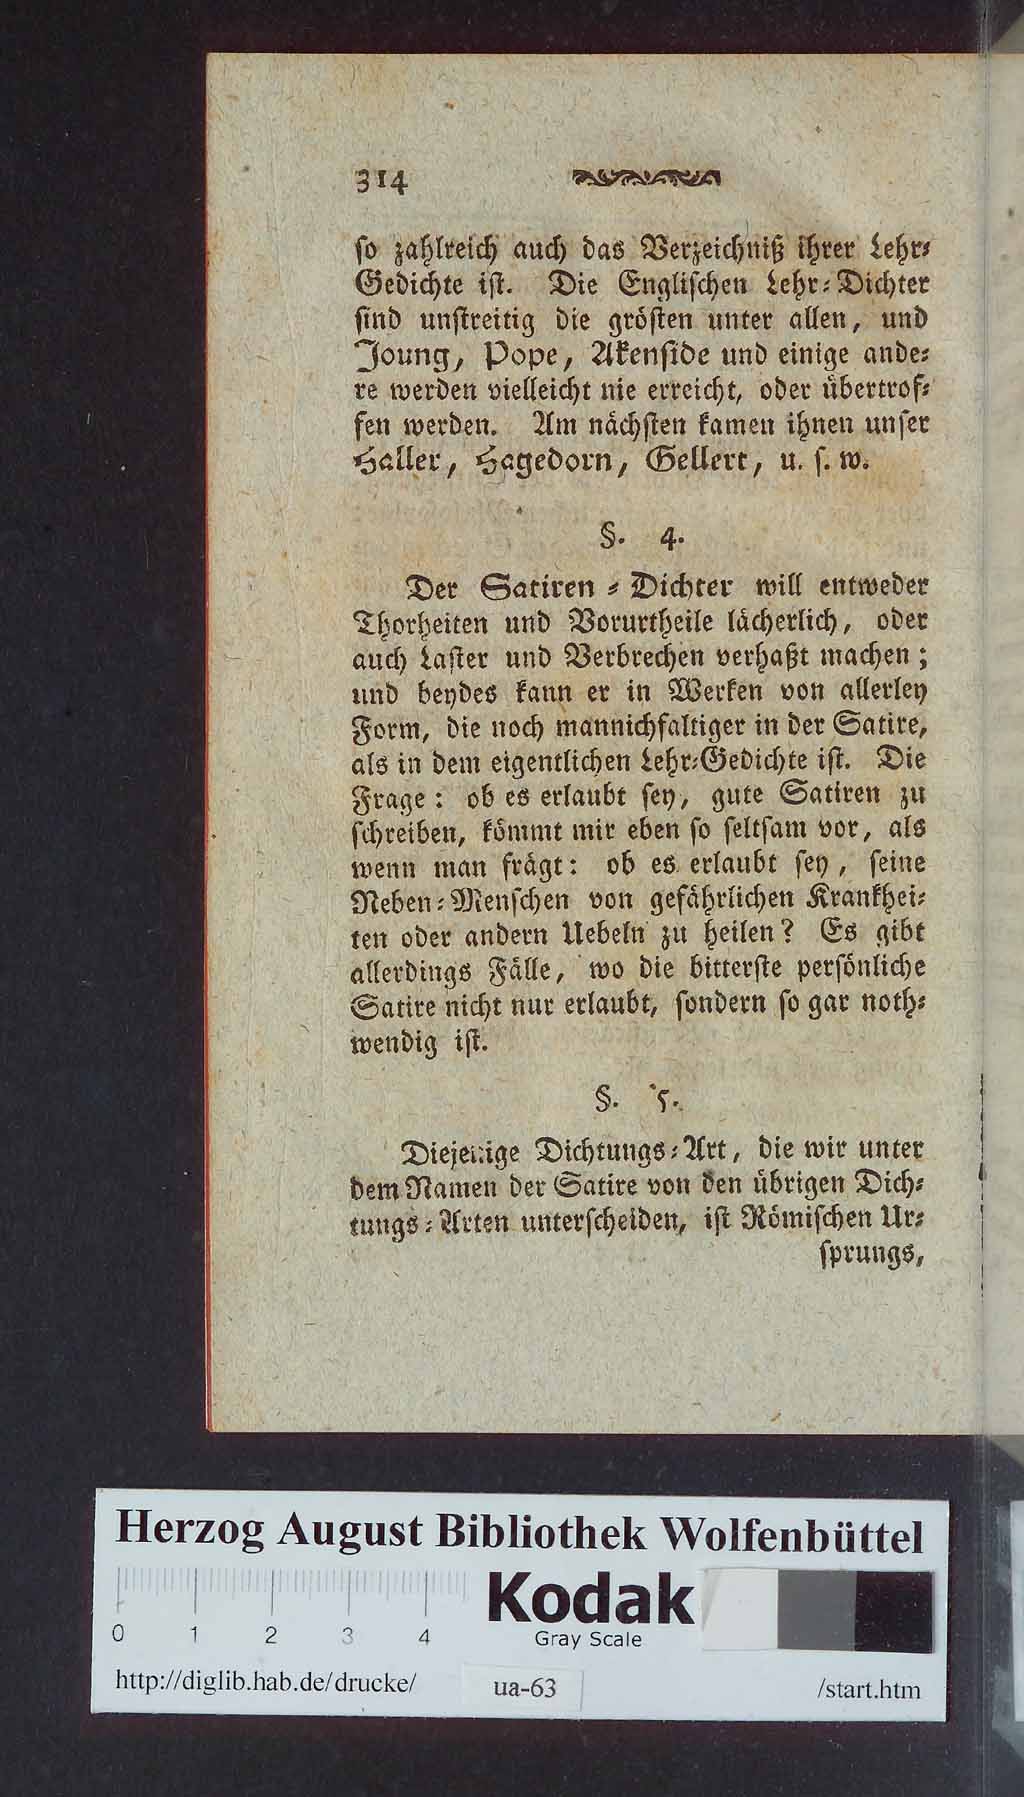 314
so zahlreich auch das Verzeichniß ihrer Lehr-
Gedichte ist. Die Englischen Lehr-Dichter
sind unstreitig die grösten unter allen, und
Joung, Pope, Akenside und einige ande-
re werden vielleicht nie erreicht, oder übertrof-
fen werden. Am nächsten kamen ihnen unser
Haller, Hagedorn, Gellert, u. s. w.
§. 4.
Der Satiren-Dichter will entweder
Thorheiten und Vorurtheile lächerlich, oder
auch Laster und Verbrechen verhaßt machen;
und beydes kann er in Werken von allerley
Form, die noch mannichfaltiger in der Satire,
als in dem eigentlichen Lehr-Gedichte ist. Die
Frage: ob es erlaubt sey, gute Satiren zu
schreiben, kömmt mir eben so seltsam vor, als
wenn man frägt: ob es erlaubt sey, seine
Neben-Menschen von gefährlichen Krankhei-
ten oder andern Uebeln zu heilen? Es gibt
allerdings Fälle, wo die bitterste persönliche
Satire nicht nur erlaubt, sondern so gar noth-
wendig ist.
§. 5.
Diejenige Dichtungs-Art, die wir unter
dem Namen der Satire von den übrigen Dich-
tungs-Arten unterscheiden, ist Römischen Ur-
sprungs,
Herzog August Bibliothek Wolfenbüttel
Kodak
0 1 2 3 4 Gray Scale
http://diglib.hab.de/drucke/ ua-63 /start.htm